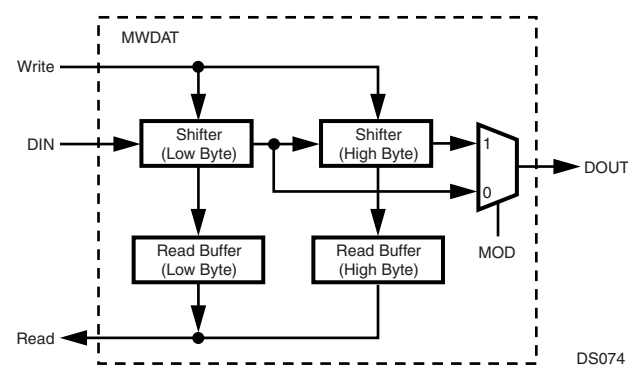 MWDAT
Write
DIN
Shifter
(Low Byte)
Shifter
(High Byte)
1
0
DOUT
MOD
Read Buffer
(Low Byte)
Read Buffer
(High Byte)
Read
DS074